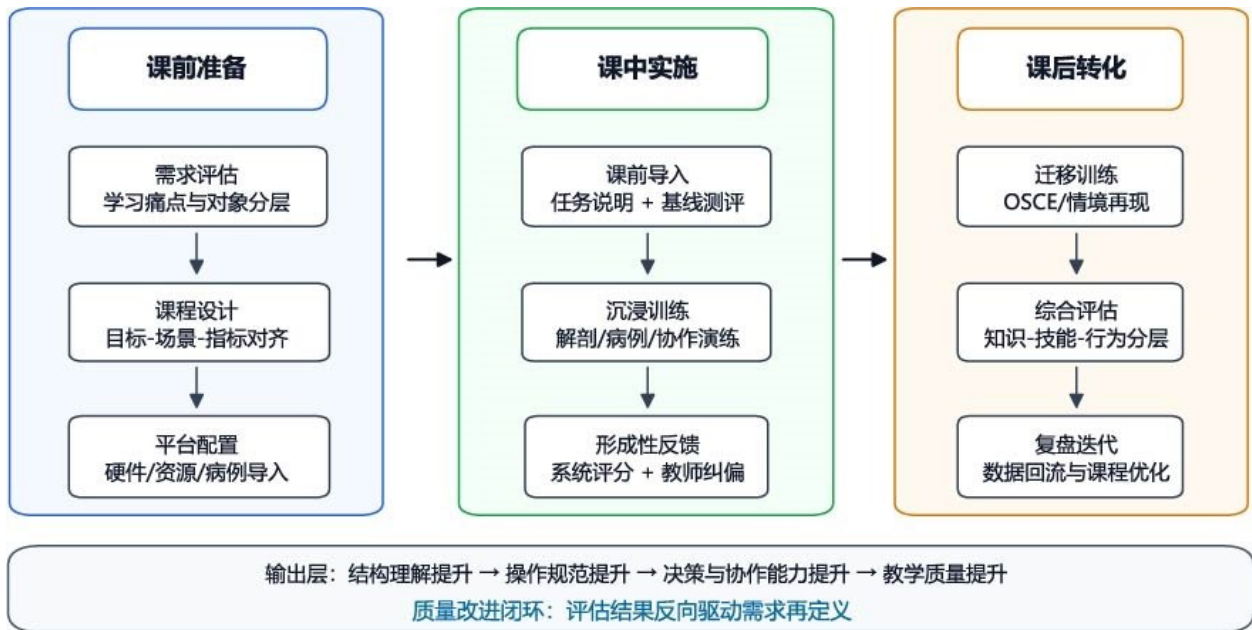 课前准备
需求评估
学习痛点与对象分层
课程设计
目标-场景-指标对齐
平台配置
硬件/资源/病例导入
课中实施
课前导入
任务说明 + 基线测评
沉浸训练
解剖/病例/协作演练
形成性反馈
系统评分 + 教师纠偏
课后转化
迁移训练
OSCE/情境再现
综合评估
知识-技能-行为分层
复盘迭代
数据回流与课程优化
输出层：结构理解提升 → 操作规范提升 → 决策与协作能力提升 → 教学质量提升
质量改进闭环：评估结果反向驱动需求再定义